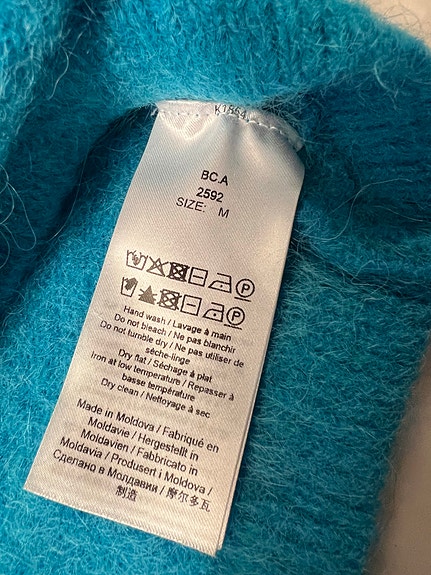 K1864
BC.A
2592
SIZE: M
Hand wash / Lavage à main
Do not bleach / Ne pas blanchir
Do not tumble dry / Ne pas utiliser de
sèche-linge
Dry flat / Séchage à plat
Iron at low temperature / Repasser à
basse température
Dry clean / Nettoyage à sec
Made in Moldova / Fabriqué en
Moldavie / Hergestellt in
Moldavien / Fabbricato in
Moldavia / Produsert i Moldova /
Сделано в Молдавии / 摩尔多瓦
制造